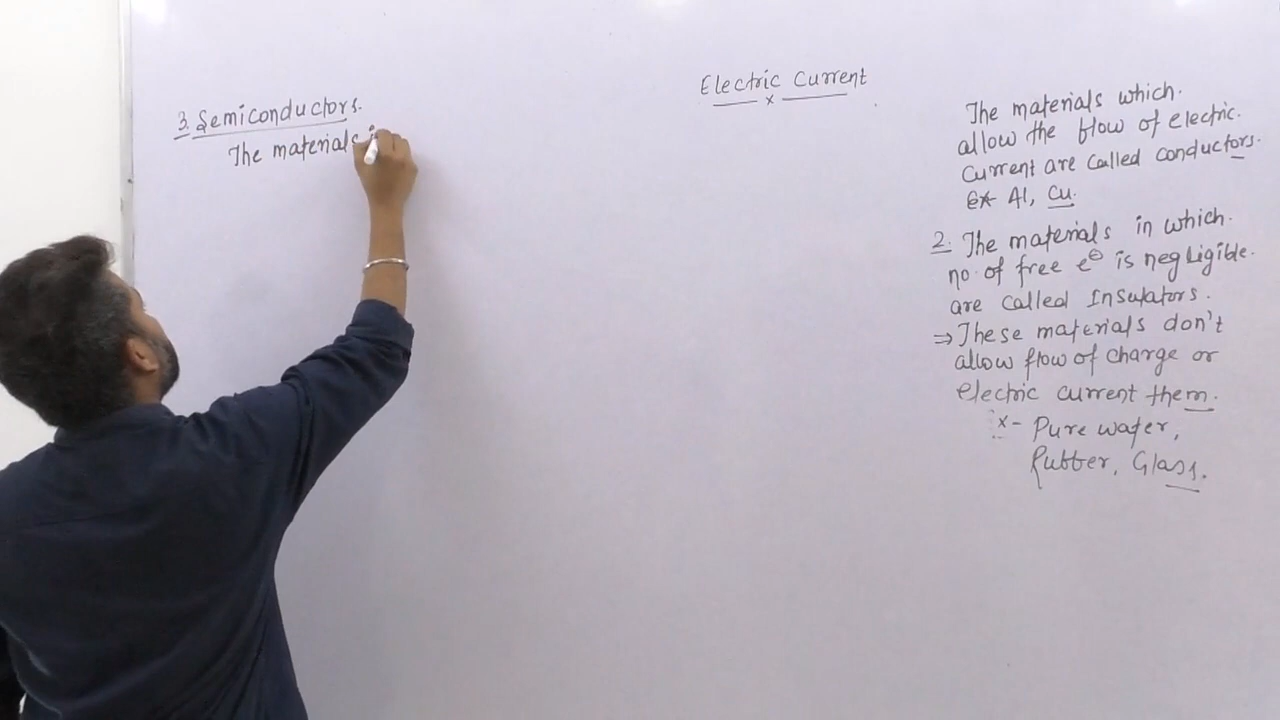 Electric Current
x
3. Semiconductors.
The materials
The materials which.
allow the flow of electric.
Current are called conductors.
Ex- Al, Cu.
2. The materials in which.
no. of free e⊖ is negligible.
are called Insulators.
⇒ These materials don't
allow flow of charge or
electric current them.
x- Pure water,
Rubber, Glass.